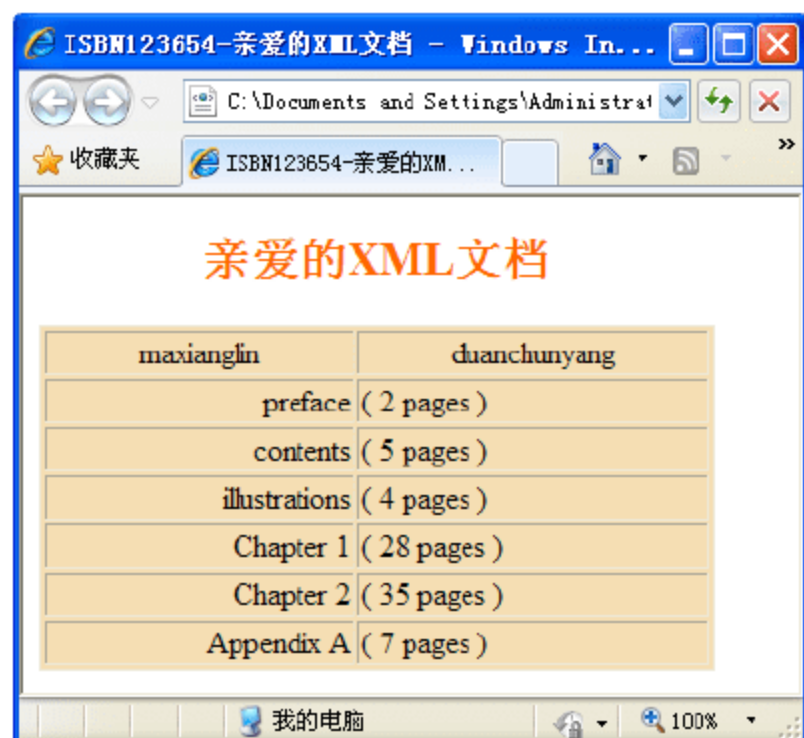 ISBN123654-亲爱的XML文档 - Windows In...
C:\Documents and Settings\Administrat
收藏夹
ISBN123654-亲爱的XM...
»
亲爱的XML文档
maxianglin duanchunyang
preface ( 2 pages )
contents ( 5 pages )
illustrations ( 4 pages )
Chapter 1 ( 28 pages )
Chapter 2 ( 35 pages )
Appendix A ( 7 pages )
我的电脑 100%